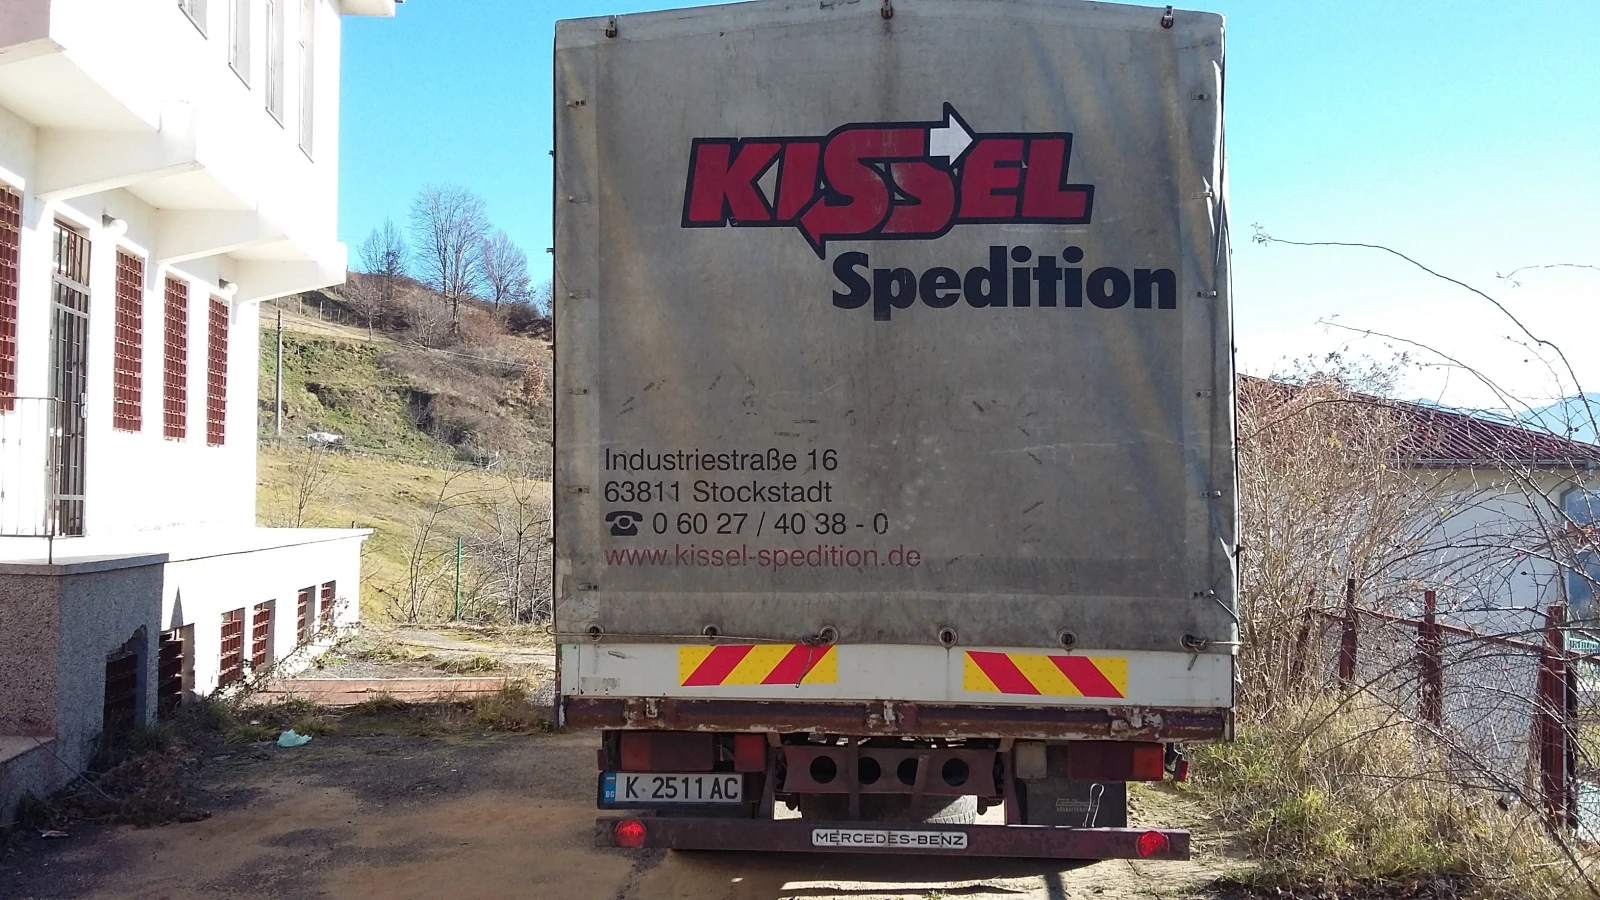 KISSEL
Spedition
Industriestraße 16
63811 Stockstadt
☎ 0 60 27 / 40 38 - 0
www.kissel-spedition.de
BG K 2511 AC
MERCEDES-BENZ